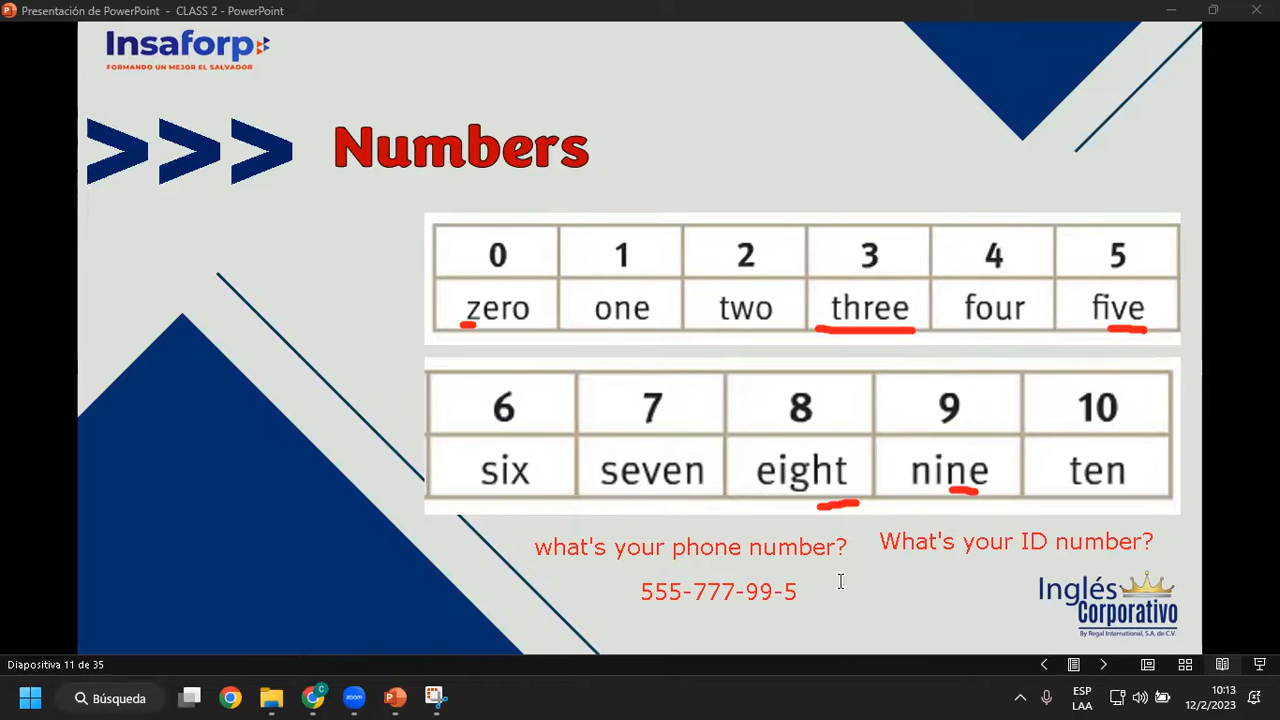 Presentación de PowerPoint - CLASS 2 - PowerPoint
Insaforp
FORMANDO UN MEJOR EL SALVADOR
>>> Numbers
0 1 2 3 4 5
zero one two three four five
6 7 8 9 10
six seven eight nine ten
what's your phone number?
What's your ID number?
555-777-99-5
Inglés
Corporativo
By Regal International, S.A. de C.V.
Diapositiva 11 de 35
Búsqueda
zoom
ESP
LAA
10:13
12/2/2023